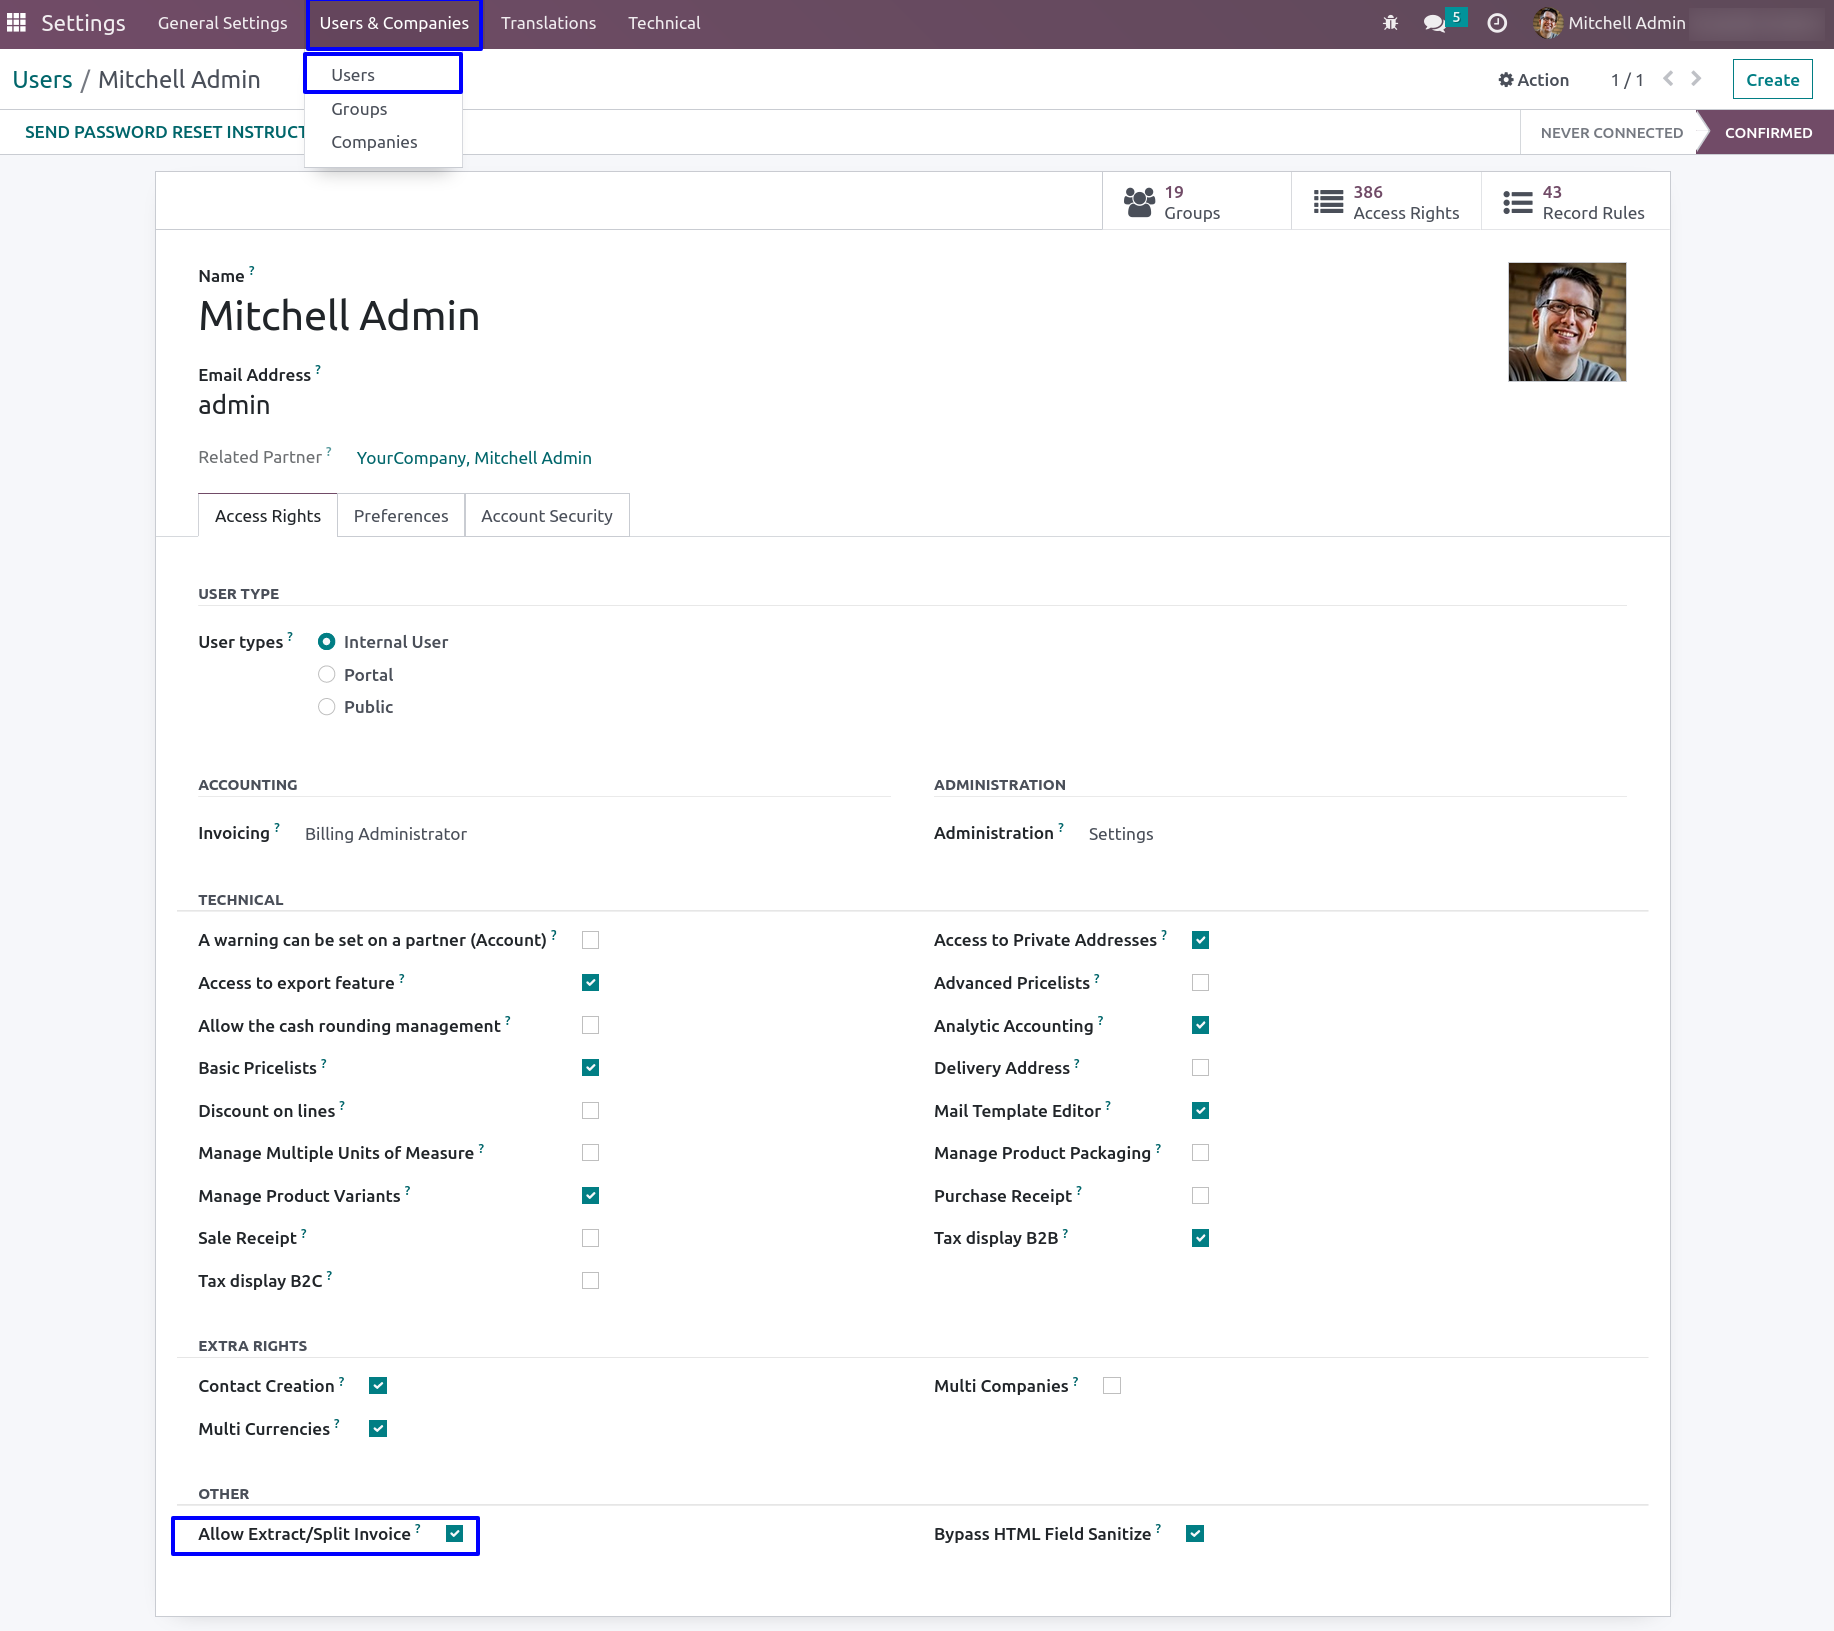 Settings General Settings Users & Companies Translations Technical 5 Mitchell Admin
Users / Mitchell Admin Users Action 1 / 1 Create
Groups
SEND PASSWORD RESET INSTRUCT Companies NEVER CONNECTED CONFIRMED
19 Groups 386 Access Rights 43 Record Rules
Name ?
Mitchell Admin
Email Address ?
admin
Related Partner ? YourCompany, Mitchell Admin
Access Rights Preferences Account Security
USER TYPE
User types ? Internal User
Portal
Public
ACCOUNTING ADMINISTRATION
Invoicing ? Billing Administrator Administration ? Settings
TECHNICAL
A warning can be set on a partner (Account) ? Access to Private Addresses ?
Access to export feature ? Advanced Pricelists ?
Allow the cash rounding management ? Analytic Accounting ?
Basic Pricelists ? Delivery Address ?
Discount on lines ? Mail Template Editor ?
Manage Multiple Units of Measure ? Manage Product Packaging ?
Manage Product Variants ? Purchase Receipt ?
Sale Receipt ? Tax display B2B ?
Tax display B2C ?
EXTRA RIGHTS
Contact Creation ? Multi Companies ?
Multi Currencies ?
OTHER
Allow Extract/Split Invoice ? Bypass HTML Field Sanitize ?